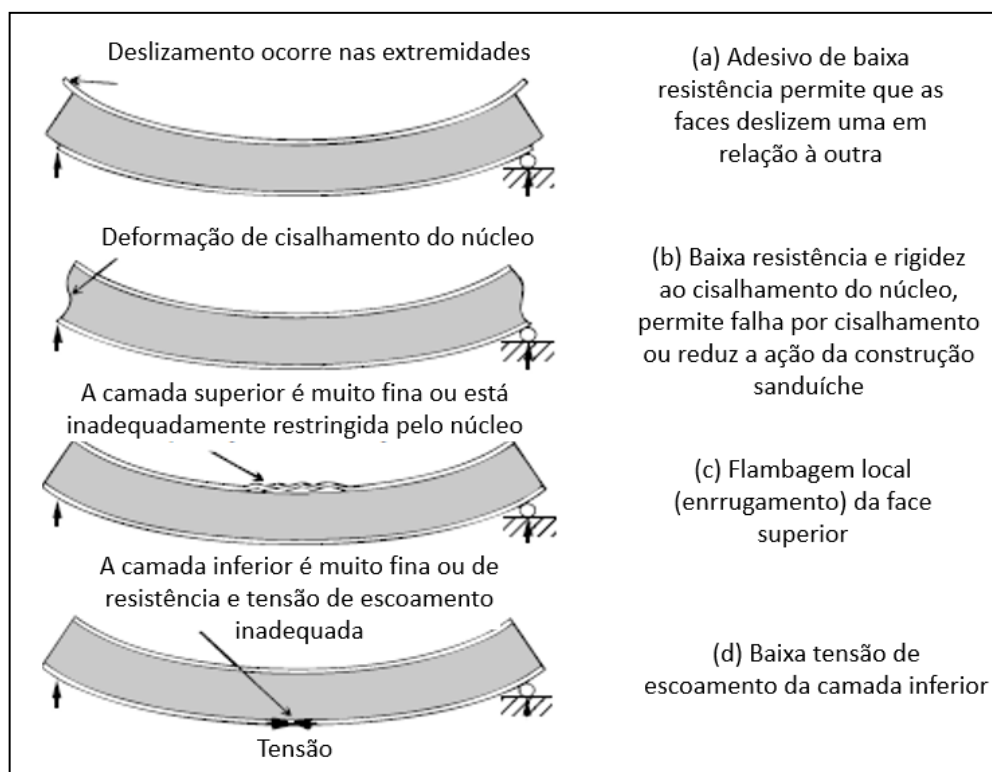 Deslizamento ocorre nas extremidades
(a) Adesivo de baixa
resistência permite que as
faces deslizem uma em
relação à outra
Deformação de cisalhamento do núcleo
(b) Baixa resistência e rigidez
ao cisalhamento do núcleo,
permite falha por cisalhamento
ou reduz a ação da construção
sanduíche
A camada superior é muito fina ou está
inadequadamente restringida pelo núcleo
(c) Flambagem local
(enrrugamento) da face
superior
A camada inferior é muito fina ou de
resistência e tensão de escoamento
inadequada
(d) Baixa tensão de
escoamento da camada inferior
Tensão